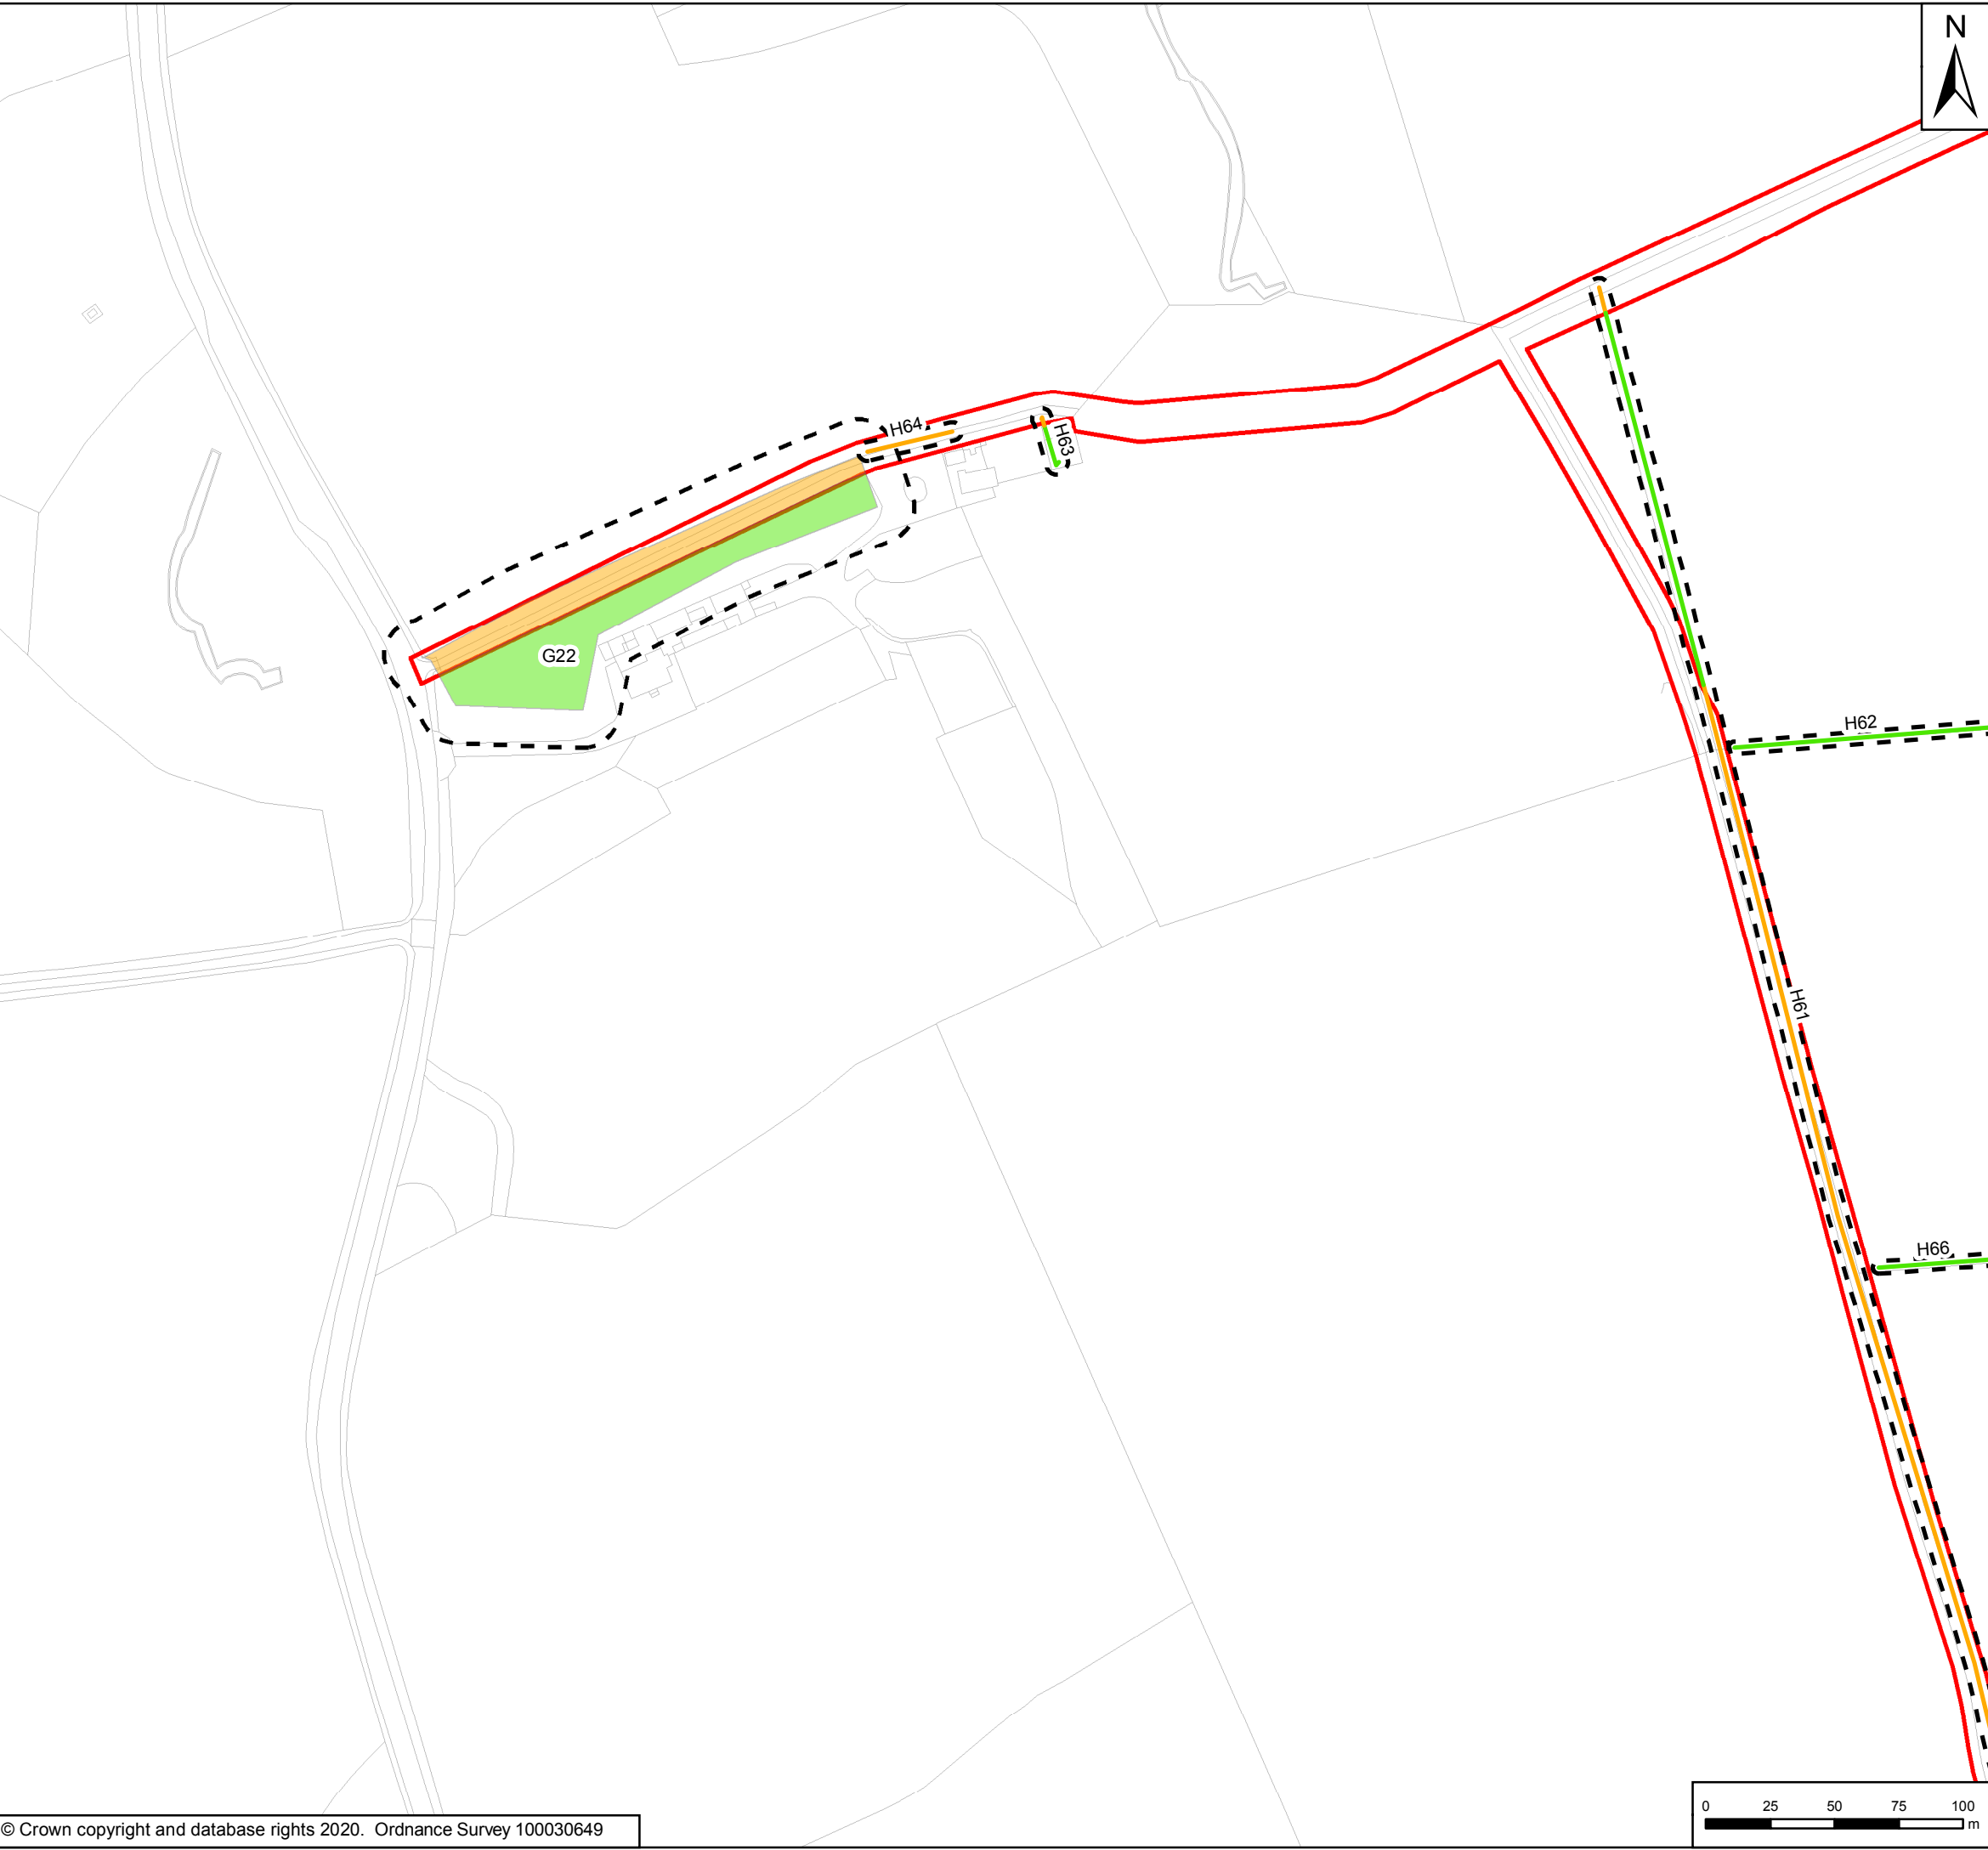 N
H64
H63
G22
H62
H61
H66
0 25 50 75 100
m
© Crown copyright and database rights 2020. Ordnance Survey 100030649